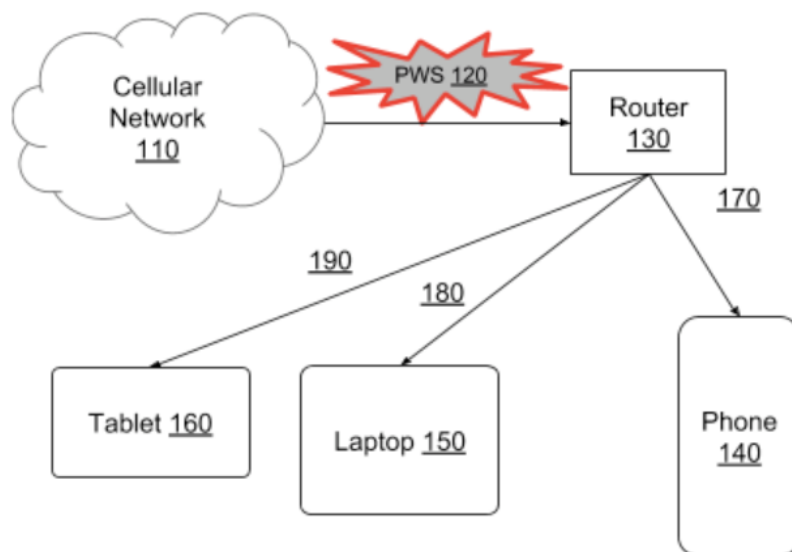 Cellular
Network
110
PWS 120
Router
130
170
190
180
Tablet 160
Laptop 150
Phone
140